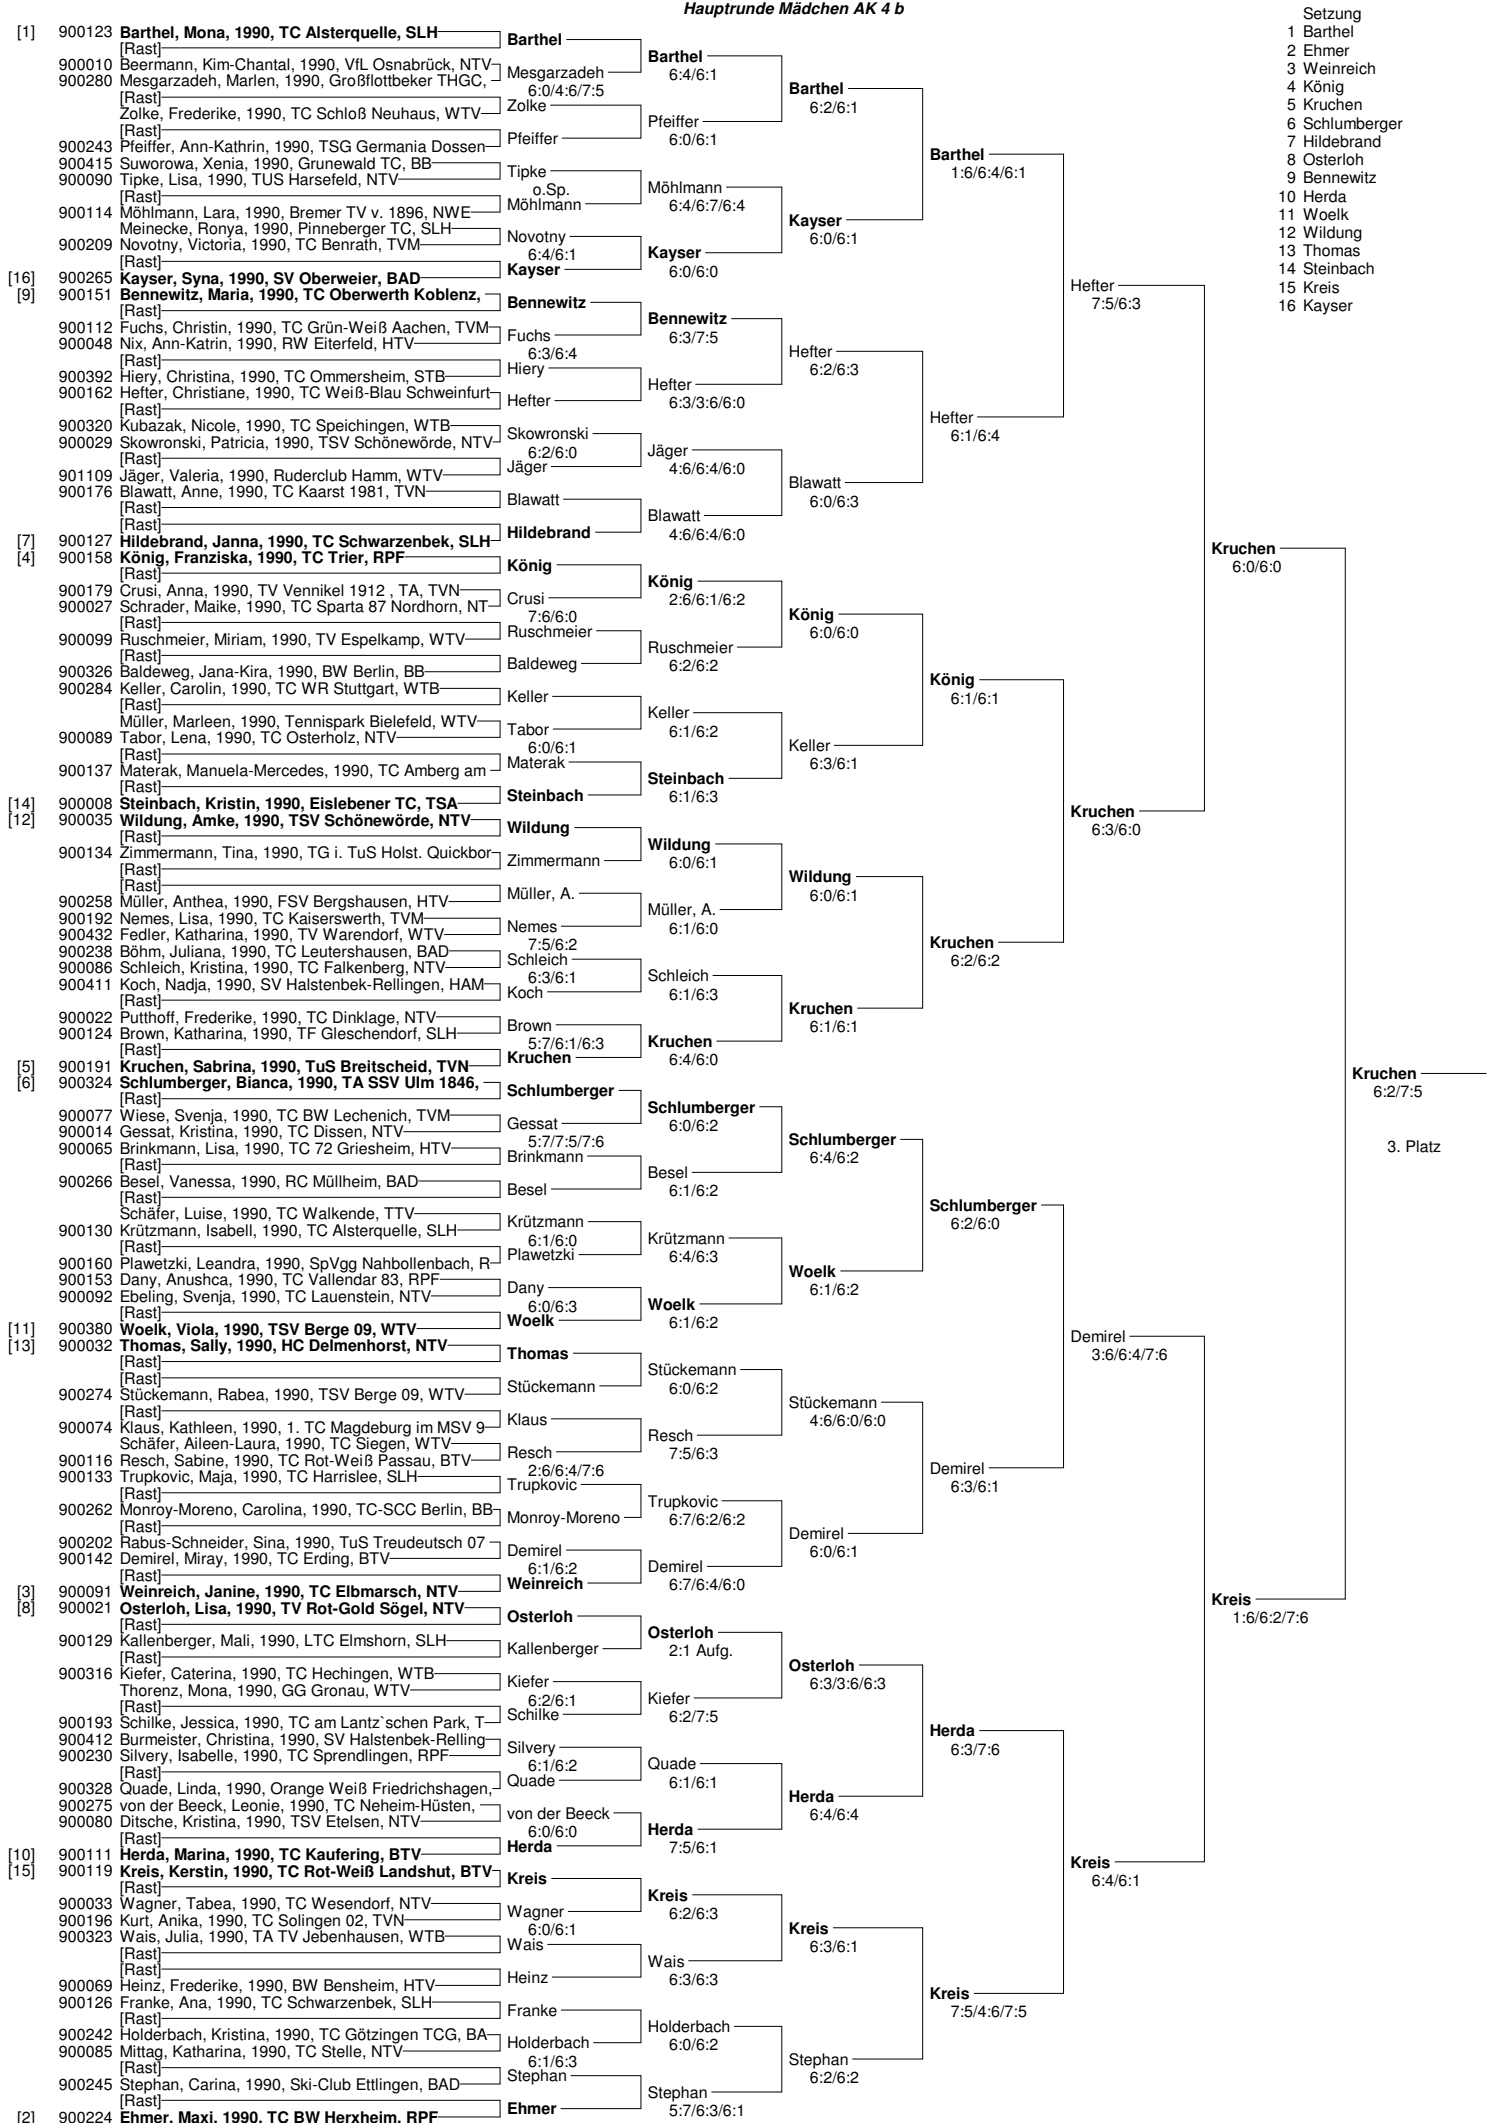 Hauptrunde Mädchen AK 4 b
Setzung
1 Barthel
2 Ehmer
3 Weinreich
4 König
5 Kruchen
6 Schlumberger
7 Hildebrand
8 Osterloh
9 Bennewitz
10 Herda
11 Woelk
12 Wildung
13 Thomas
14 Steinbach
15 Kreis
16 Kayser
[1] 900123 Barthel, Mona, 1990, TC Alsterquelle, SLH
[Rast]
900010 Beermann, Kim-Chantal, 1990, VfL Osnabrück, NTV
900280 Mesgarzadeh, Marlen, 1990, Großflottbeker THGC,
[Rast]
Zolke, Frederike, 1990, TC Schloß Neuhaus, WTV
[Rast]
900243 Pfeiffer, Ann-Kathrin, 1990, TSG Germania Dossen
900415 Suworowa, Xenia, 1990, Grunewald TC, BB
900090 Tipke, Lisa, 1990, TUS Harsefeld, NTV
[Rast]
900114 Möhlmann, Lara, 1990, Bremer TV v. 1896, NWE
Meinecke, Ronya, 1990, Pinneberger TC, SLH
900209 Novotny, Victoria, 1990, TC Benrath, TVM
[Rast]
[16] 900265 Kayser, Syna, 1990, SV Oberweier, BAD
[9] 900151 Bennewitz, Maria, 1990, TC Oberwerth Koblenz,
[Rast]
900112 Fuchs, Christin, 1990, TC Grün-Weiß Aachen, TVM
900048 Nix, Ann-Katrin, 1990, RW Eiterfeld, HTV
[Rast]
900392 Hiery, Christina, 1990, TC Ommersheim, STB
900162 Hefter, Christiane, 1990, TC Weiß-Blau Schweinfurt
[Rast]
900320 Kubazak, Nicole, 1990, TC Speichingen, WTB
900029 Skowronski, Patricia, 1990, TSV Schönewörde, NTV
[Rast]
901109 Jäger, Valeria, 1990, Ruderclub Hamm, WTV
900176 Blawatt, Anne, 1990, TC Kaarst 1981, TVN
[Rast]
[Rast]
[7] 900127 Hildebrand, Janna, 1990, TC Schwarzenbek, SLH
[4] 900158 König, Franziska, 1990, TC Trier, RPF
[Rast]
900179 Crusi, Anna, 1990, TV Vennikel 1912 , TA, TVN
900027 Schrader, Maike, 1990, TC Sparta 87 Nordhorn, NT
[Rast]
900099 Ruschmeier, Miriam, 1990, TV Espelkamp, WTV
[Rast]
900326 Baldeweg, Jana-Kira, 1990, BW Berlin, BB
900284 Keller, Carolin, 1990, TC WR Stuttgart, WTB
[Rast]
Müller, Marleen, 1990, Tennispark Bielefeld, WTV
900089 Tabor, Lena, 1990, TC Osterholz, NTV
[Rast]
900137 Materak, Manuela-Mercedes, 1990, TC Amberg am
[Rast]
[14] 900008 Steinbach, Kristin, 1990, Eislebener TC, TSA
[12] 900035 Wildung, Amke, 1990, TSV Schönewörde, NTV
[Rast]
900134 Zimmermann, Tina, 1990, TG i. TuS Holst. Quickbor
[Rast]
[Rast]
900258 Müller, Anthea, 1990, FSV Bergshausen, HTV
900192 Nemes, Lisa, 1990, TC Kaiserswerth, TVM
900432 Fedler, Katharina, 1990, TV Warendorf, WTV
900238 Böhm, Juliana, 1990, TC Leutershausen, BAD
900086 Schleich, Kristina, 1990, TC Falkenberg, NTV
900411 Koch, Nadja, 1990, SV Halstenbek-Rellingen, HAM
[Rast]
900022 Putthoff, Frederike, 1990, TC Dinklage, NTV
900124 Brown, Katharina, 1990, TF Gleschendorf, SLH
[Rast]
[5] 900191 Kruchen, Sabrina, 1990, TuS Breitscheid, TVN
[6] 900324 Schlumberger, Bianca, 1990, TA SSV Ulm 1846,
[Rast]
900077 Wiese, Svenja, 1990, TC BW Lechenich, TVM
900014 Gessat, Kristina, 1990, TC Dissen, NTV
900065 Brinkmann, Lisa, 1990, TC 72 Griesheim, HTV
[Rast]
900266 Besel, Vanessa, 1990, RC Müllheim, BAD
[Rast]
Schäfer, Luise, 1990, TC Walkende, TTV
900130 Krützmann, Isabell, 1990, TC Alsterquelle, SLH
[Rast]
900160 Plawetzki, Leandra, 1990, SpVgg Nahbollenbach, R
900153 Dany, Anushca, 1990, TC Vallendar 83, RPF
900092 Ebeling, Svenja, 1990, TC Lauenstein, NTV
[Rast]
[11] 900380 Woelk, Viola, 1990, TSV Berge 09, WTV
[13] 900032 Thomas, Sally, 1990, HC Delmenhorst, NTV
[Rast]
[Rast]
900274 Stückemann, Rabea, 1990, TSV Berge 09, WTV
[Rast]
900074 Klaus, Kathleen, 1990, 1. TC Magdeburg im MSV 9
Schäfer, Aileen-Laura, 1990, TC Siegen, WTV
900116 Resch, Sabine, 1990, TC Rot-Weiß Passau, BTV
900133 Trupkovic, Maja, 1990, TC Harrislee, SLH
[Rast]
900262 Monroy-Moreno, Carolina, 1990, TC-SCC Berlin, BB
[Rast]
900202 Rabus-Schneider, Sina, 1990, TuS Treudeutsch 07
900142 Demirel, Miray, 1990, TC Erding, BTV
[Rast]
[3] 900091 Weinreich, Janine, 1990, TC Elbmarsch, NTV
[8] 900021 Osterloh, Lisa, 1990, TV Rot-Gold Sögel, NTV
[Rast]
900129 Kallenberger, Mali, 1990, LTC Elmshorn, SLH
[Rast]
900316 Kiefer, Caterina, 1990, TC Hechingen, WTB
Thorenz, Mona, 1990, GG Gronau, WTV
[Rast]
900193 Schilke, Jessica, 1990, TC am Lantz`schen Park, T
900412 Burmeister, Christina, 1990, SV Halstenbek-Relling
900230 Silvery, Isabelle, 1990, TC Sprendlingen, RPF
[Rast]
900328 Quade, Linda, 1990, Orange Weiß Friedrichshagen,
900275 von der Beeck, Leonie, 1990, TC Neheim-Hüsten,
900080 Ditsche, Kristina, 1990, TSV Etelsen, NTV
[Rast]
[10] 900111 Herda, Marina, 1990, TC Kaufering, BTV
[15] 900119 Kreis, Kerstin, 1990, TC Rot-Weiß Landshut, BTV
[Rast]
900033 Wagner, Tabea, 1990, TC Wesendorf, NTV
900196 Kurt, Anika, 1990, TC Solingen 02, TVN
900323 Wais, Julia, 1990, TA TV Jebenhausen, WTB
[Rast]
[Rast]
900069 Heinz, Frederike, 1990, BW Bensheim, HTV
900126 Franke, Ana, 1990, TC Schwarzenbek, SLH
[Rast]
900242 Holderbach, Kristina, 1990, TC Götzingen TCG, BA
900085 Mittag, Katharina, 1990, TC Stelle, NTV
[Rast]
900245 Stephan, Carina, 1990, Ski-Club Ettlingen, BAD
[Rast]
[2] 900224 Ehmer, Maxi, 1990, TC BW Herxheim, RPF
Barthel
Mesgarzadeh
6:0/4:6/7:5
Zolke
Pfeiffer
Tipke
o.Sp.
Möhlmann
Novotny
6:4/6:1
Kayser
Bennewitz
Fuchs
6:3/6:4
Hiery
Hefter
Skowronski
6:2/6:0
Jäger
Blawatt
Hildebrand
König
Crusi
7:6/6:0
Ruschmeier
Baldeweg
Keller
Tabor
6:0/6:1
Materak
Steinbach
Wildung
Zimmermann
Müller, A.
Nemes
7:5/6:2
Schleich
6:3/6:1
Koch
Brown
5:7/6:1/6:3
Kruchen
Schlumberger
Gessat
5:7/7:5/7:6
Brinkmann
Besel
Krützmann
6:1/6:0
Plawetzki
Dany
6:0/6:3
Woelk
Thomas
Stückemann
Klaus
Resch
2:6/6:4/7:6
Trupkovic
Monroy-Moreno
Demirel
6:1/6:2
Weinreich
Osterloh
Kallenberger
Kiefer
6:2/6:1
Schilke
Silvery
6:1/6:2
Quade
von der Beeck
6:0/6:0
Herda
Kreis
Wagner
6:0/6:1
Wais
Heinz
Franke
Holderbach
6:1/6:3
Stephan
Ehmer
Barthel
6:4/6:1
Pfeiffer
6:0/6:1
Möhlmann
6:4/6:7/6:4
Kayser
6:0/6:0
Bennewitz
6:3/7:5
Hefter
6:3/3:6/6:0
Jäger
4:6/6:4/6:0
Blawatt
4:6/6:4/6:0
König
2:6/6:1/6:2
Ruschmeier
6:2/6:2
Keller
6:1/6:2
Steinbach
6:1/6:3
Wildung
6:0/6:1
Müller, A.
6:1/6:0
Schleich
6:1/6:3
Kruchen
6:4/6:0
Schlumberger
6:0/6:2
Besel
6:1/6:2
Krützmann
6:4/6:3
Woelk
6:1/6:2
Stückemann
6:0/6:2
Resch
7:5/6:3
Trupkovic
6:7/6:2/6:2
Demirel
6:7/6:4/6:0
Osterloh
2:1 Aufg.
Kiefer
6:2/7:5
Quade
6:1/6:1
Herda
7:5/6:1
Kreis
6:2/6:3
Wais
6:3/6:3
Holderbach
6:0/6:2
Stephan
5:7/6:3/6:1
Barthel
6:2/6:1
Kayser
6:0/6:1
Hefter
6:2/6:3
Blawatt
6:0/6:3
König
6:0/6:0
Keller
6:3/6:1
Wildung
6:0/6:1
Kruchen
6:1/6:1
Schlumberger
6:4/6:2
Woelk
6:1/6:2
Stückemann
4:6/6:0/6:0
Demirel
6:0/6:1
Osterloh
6:3/3:6/6:3
Herda
6:4/6:4
Kreis
6:3/6:1
Stephan
6:2/6:2
Barthel
1:6/6:4/6:1
Hefter
6:1/6:4
König
6:1/6:1
Kruchen
6:2/6:2
Schlumberger
6:2/6:0
Demirel
6:3/6:1
Herda
6:3/7:6
Kreis
7:5/4:6/7:5
Hefter
7:5/6:3
Kruchen
6:3/6:0
Demirel
3:6/6:4/7:6
Kreis
6:4/6:1
Kruchen
6:0/6:0
Kreis
1:6/6:2/7:6
Kruchen
6:2/7:5
3. Platz